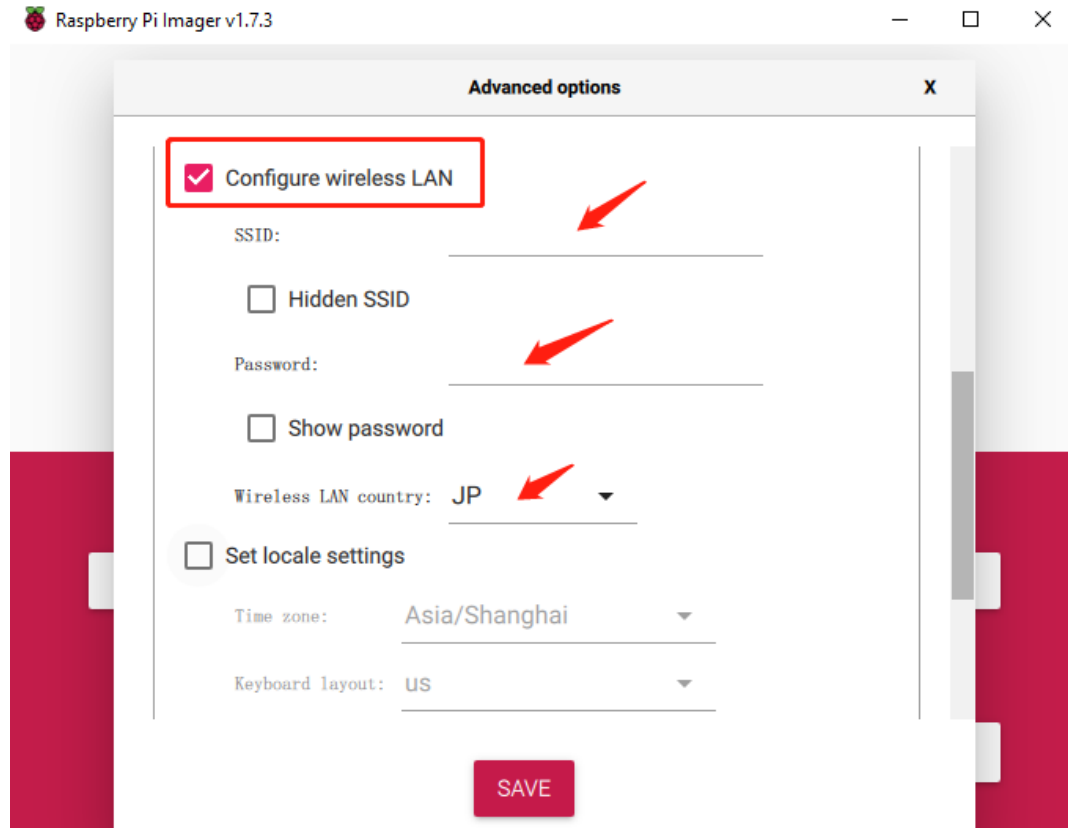 Raspberry Pi Imager v1.7.3
Advanced options X
Configure wireless LAN
SSID:
Hidden SSID
Password:
Show password
Wireless LAN country: JP
Set locale settings
Time zone: Asia/Shanghai
Keyboard layout: us
SAVE